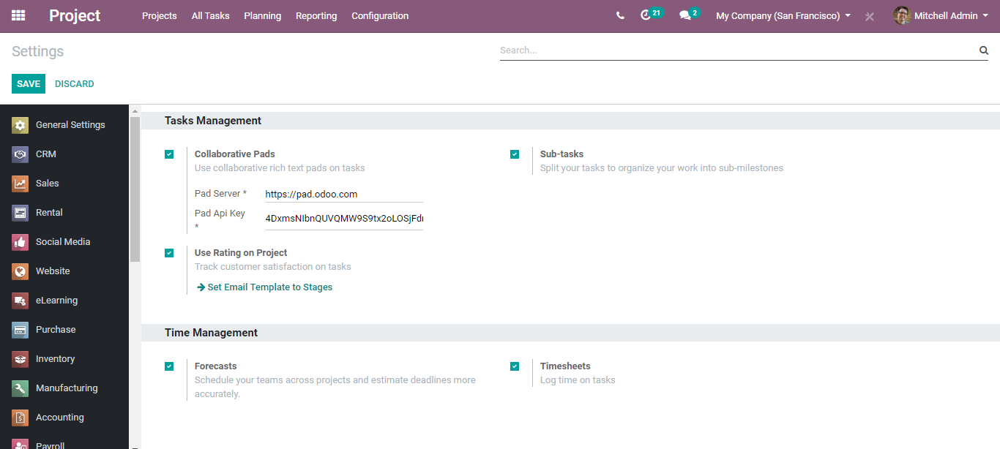 Project
Projects
All Tasks
Planning
Reporting
Configuration
21
2
My Company (San Francisco)
Mitchell Admin
Settings
Search...
SAVE
DISCARD
General Settings
CRM
Sales
Rental
Social Media
Website
eLearning
Purchase
Inventory
Manufacturing
Accounting
Payroll
Tasks Management
Collaborative Pads
Use collaborative rich text pads on tasks
Pad Server *
https://pad.odoo.com
Pad Api Key
*
Sub-tasks
Split your tasks to organize your work into sub-milestones
Use Rating on Project
Track customer satisfaction on tasks
Set Email Template to Stages
Time Management
Forecasts
Schedule your teams across projects and estimate deadlines more
accurately.
Timesheets
Log time on tasks